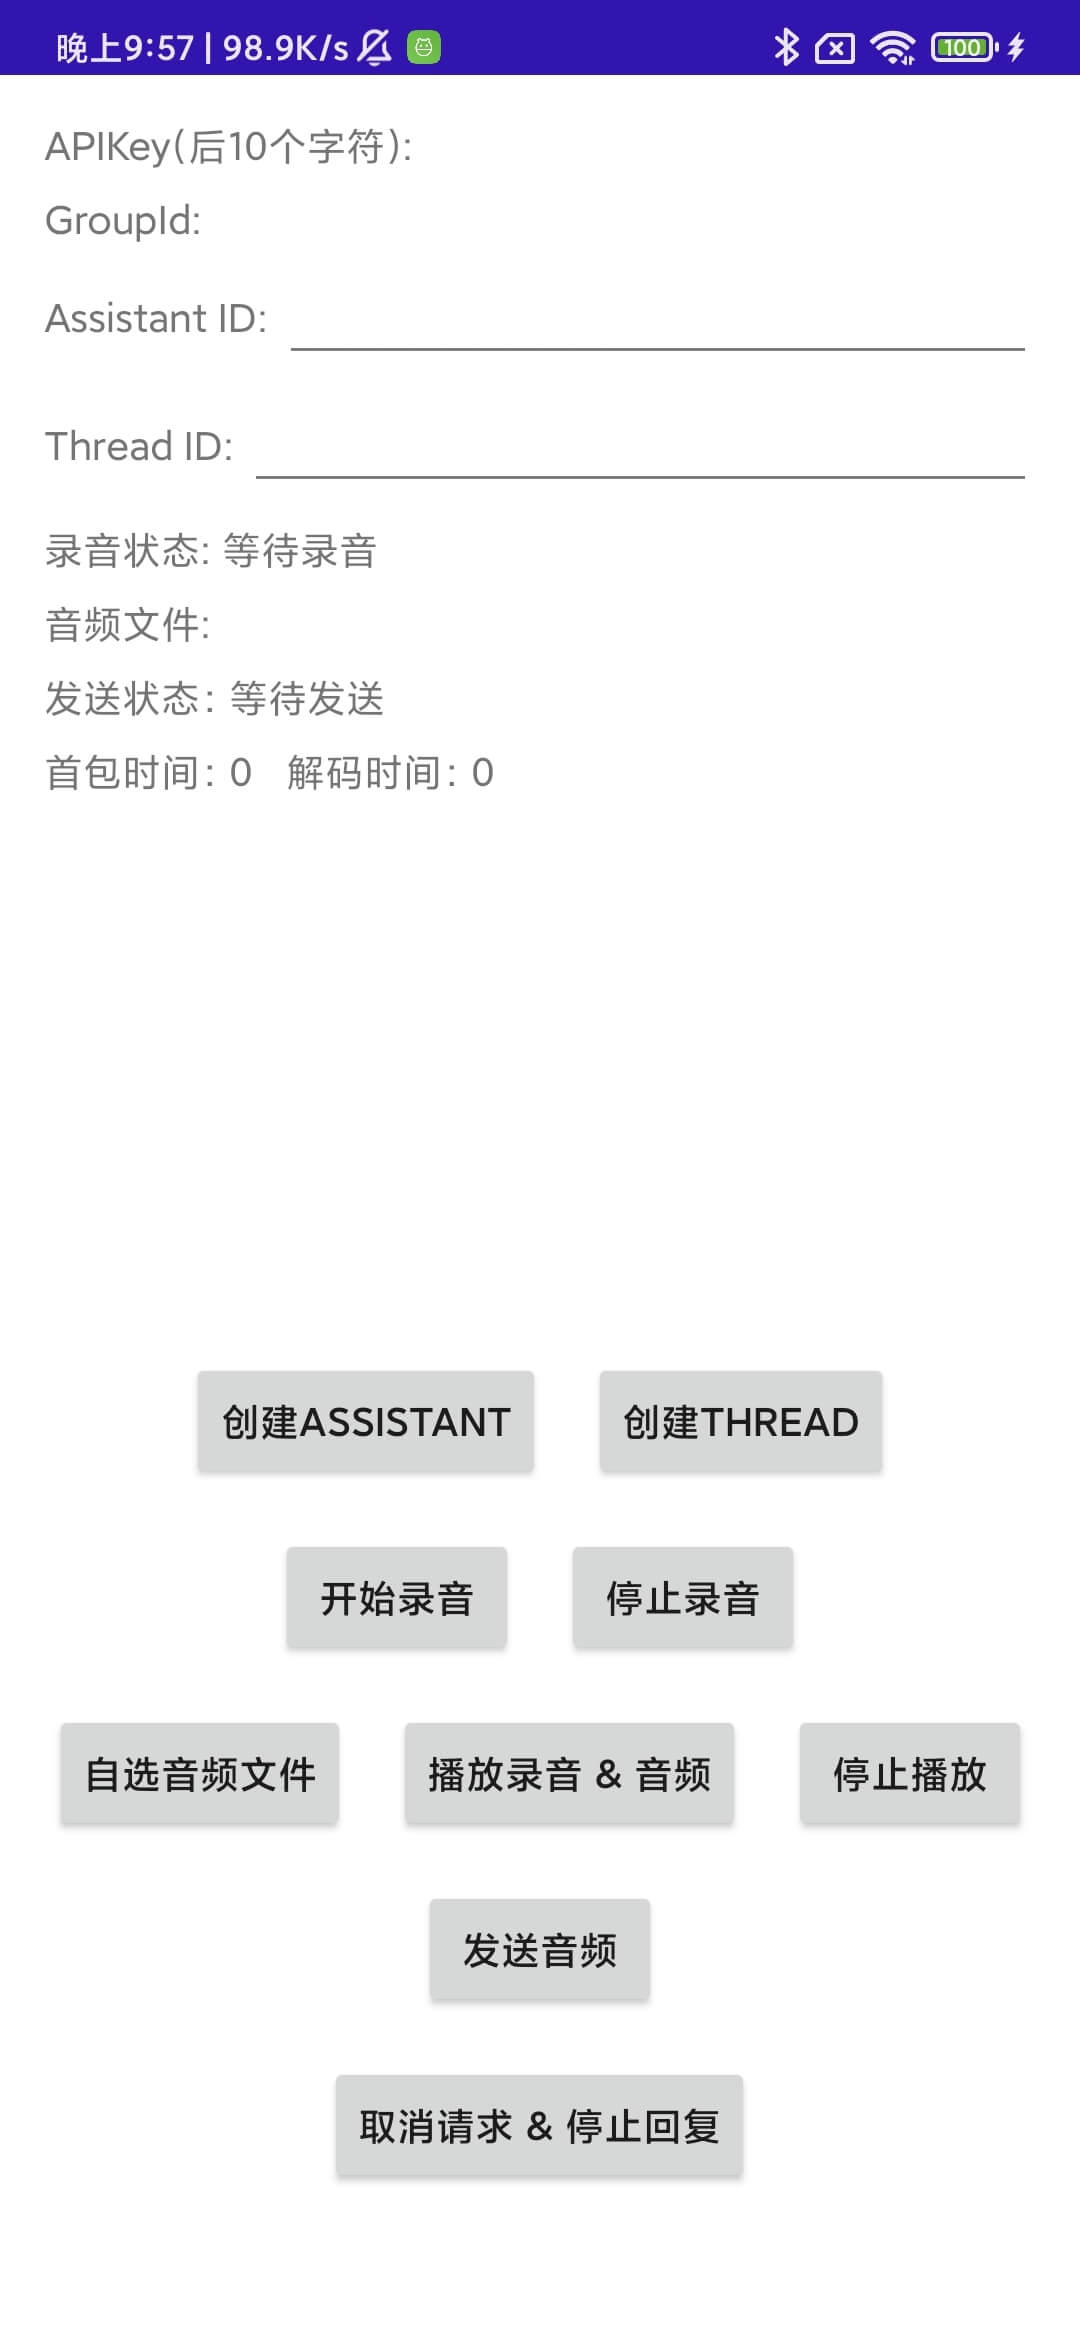 晚上9:57 | 98.9K/s 100
APIKey(后10个字符):
GroupId:
Assistant ID:
Thread ID:
录音状态: 等待录音
音频文件:
发送状态: 等待发送
首包时间: 0 解码时间: 0
创建ASSISTANT 创建THREAD
开始录音 停止录音
自选音频文件 播放录音 & 音频 停止播放
发送音频
取消请求 & 停止回复